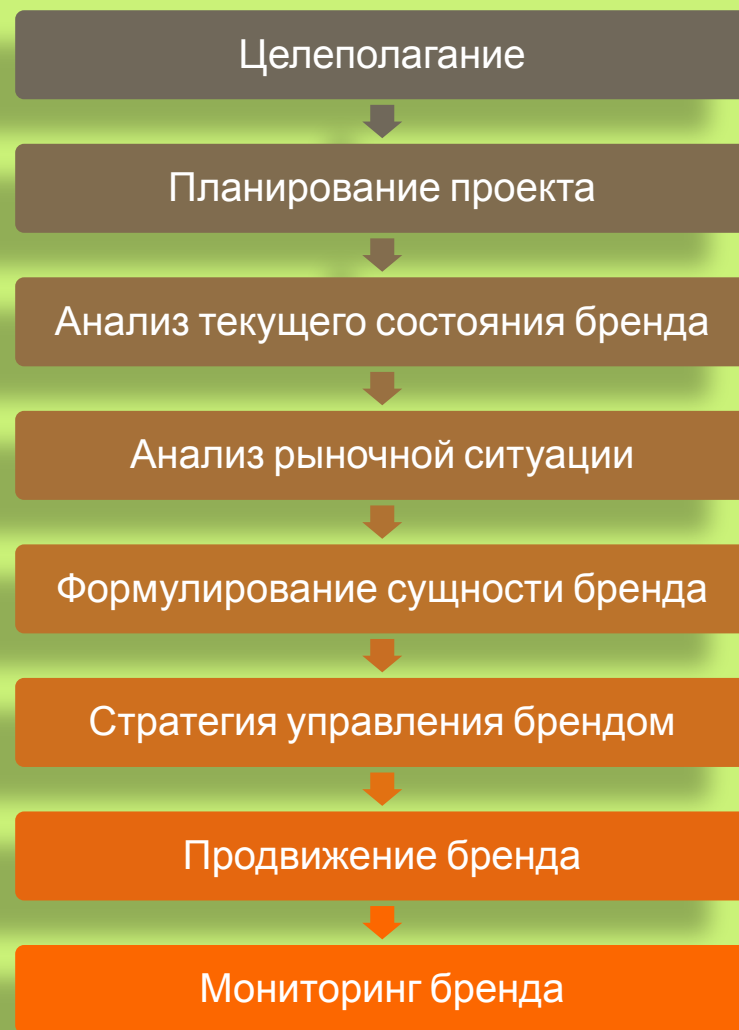 Целеполагание
Планирование проекта
Анализ текущего состояния бренда
Анализ рыночной ситуации
Формулирование сущности бренда
Стратегия управления брендом
Продвижение бренда
Мониторинг бренда